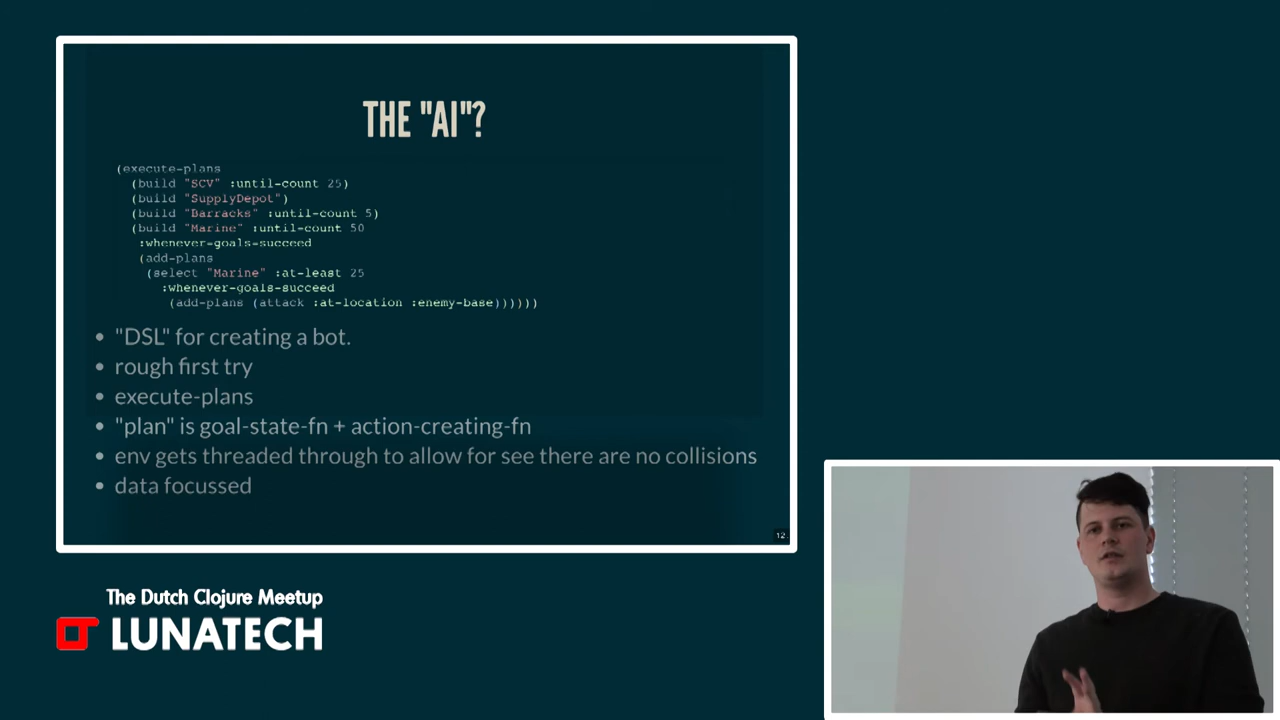 THE "AI"?
(execute-plans
(build "SCV" :until-count 25)
(build "SupplyDepot")
(build "Barracks" :until-count 5)
(build "Marine" :until-count 50
:whenever-goals-succeed
(add-plans
(select "Marine" :at-least 25
:whenever-goals-succeed
(add-plans (attack :at-location :enemy-base))))))
• "DSL" for creating a bot.
• rough first try
• execute-plans
• "plan" is goal-state-fn + action-creating-fn
• env gets threaded through to allow for see there are no collisions
• data focussed
12
The Dutch Clojure Meetup
LUNATECH